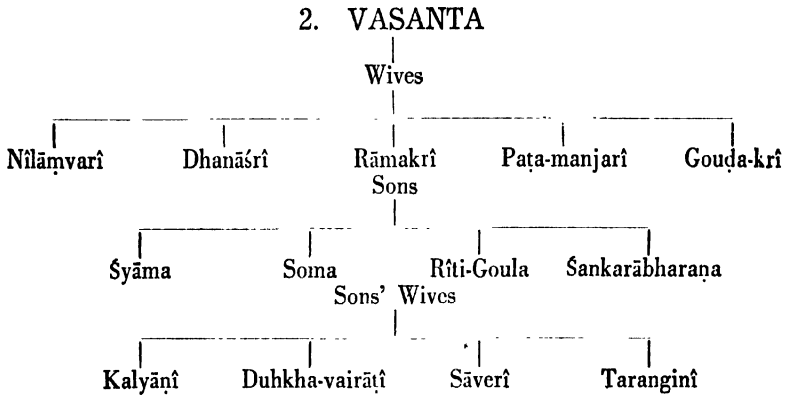 2. VASANTA
Wives
Nîlāṃvarî Dhanāśrî Rāmakrî Paṭa-manjarî Gouḍa-krî
Sons
Śyāma Soma Rîti-Goula Śankarābharaṇa
Sons' Wives
Kalyāṇî Duhkha-vairāṭî Sāverî Taranginî